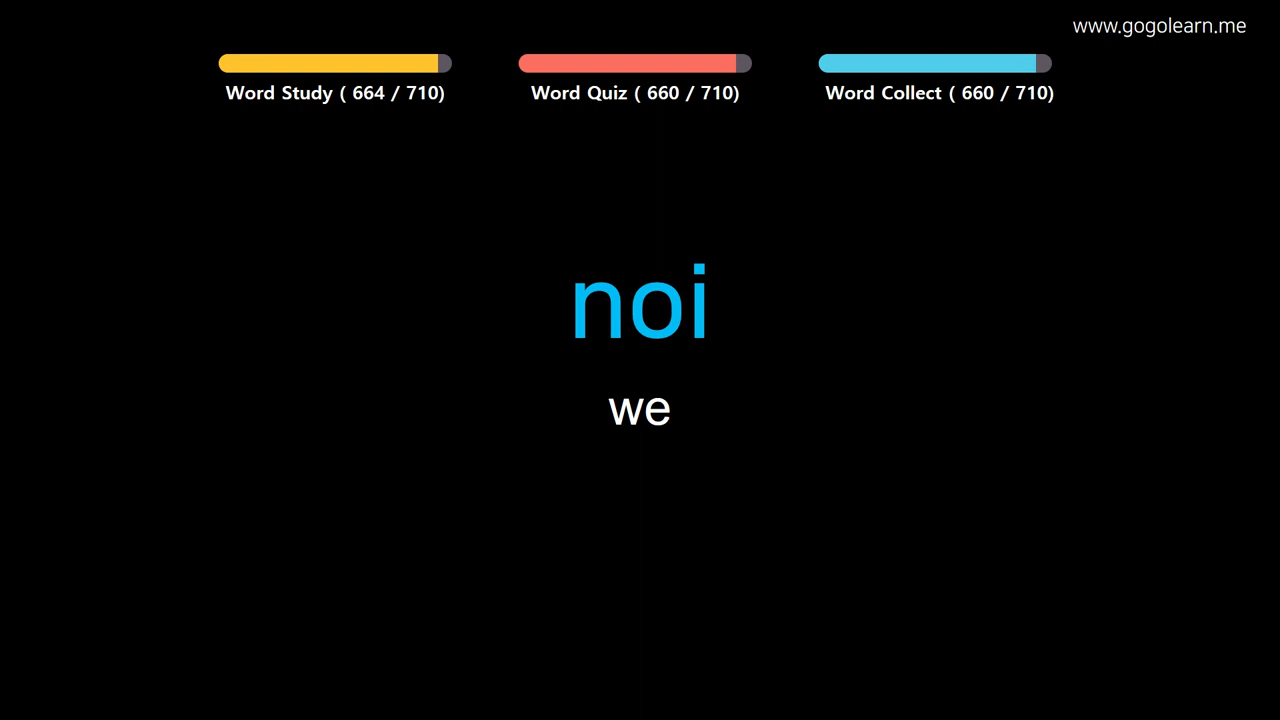 www.gogolearn.me
Word Study ( 664 / 710)
Word Quiz ( 660 / 710)
Word Collect ( 660 / 710)
noi
we